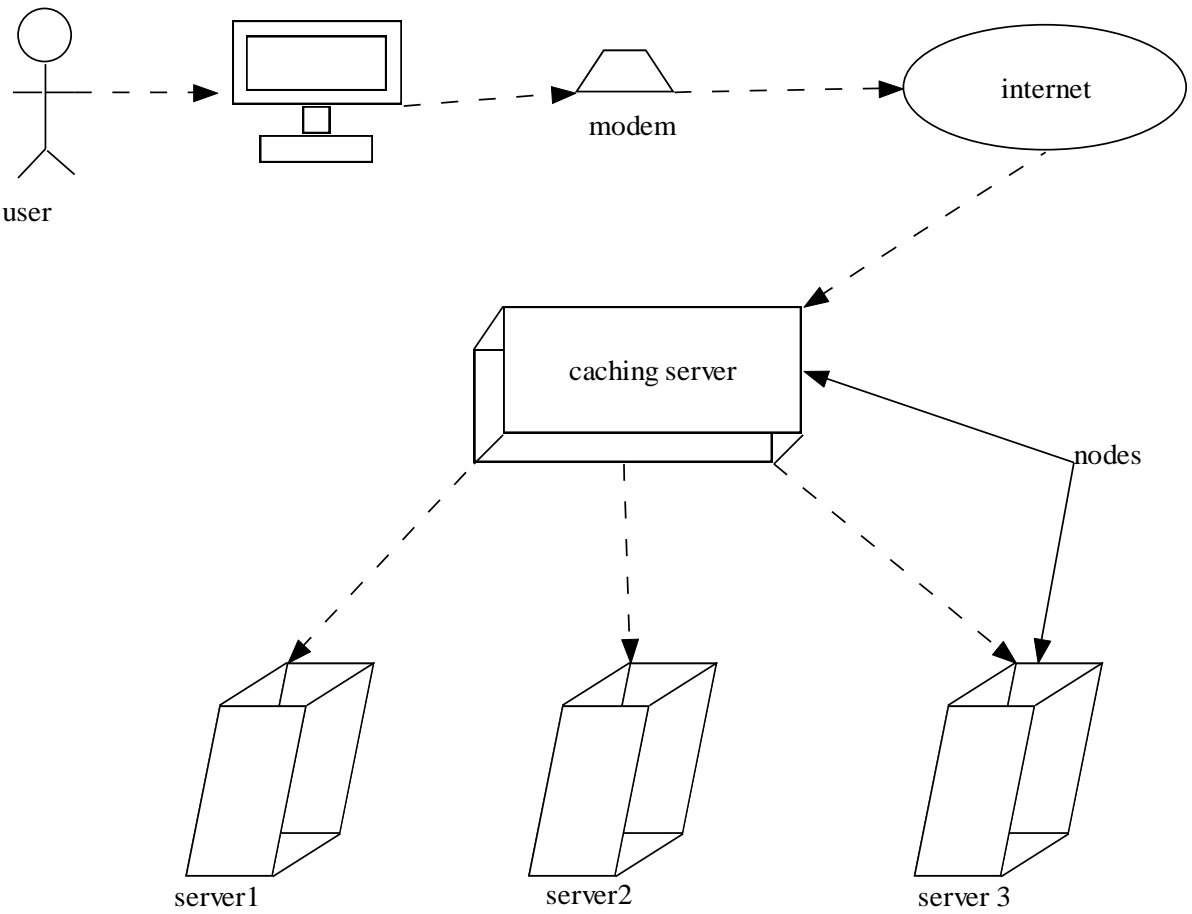 internet
modem
user
caching server
nodes
server1
server2
server 3